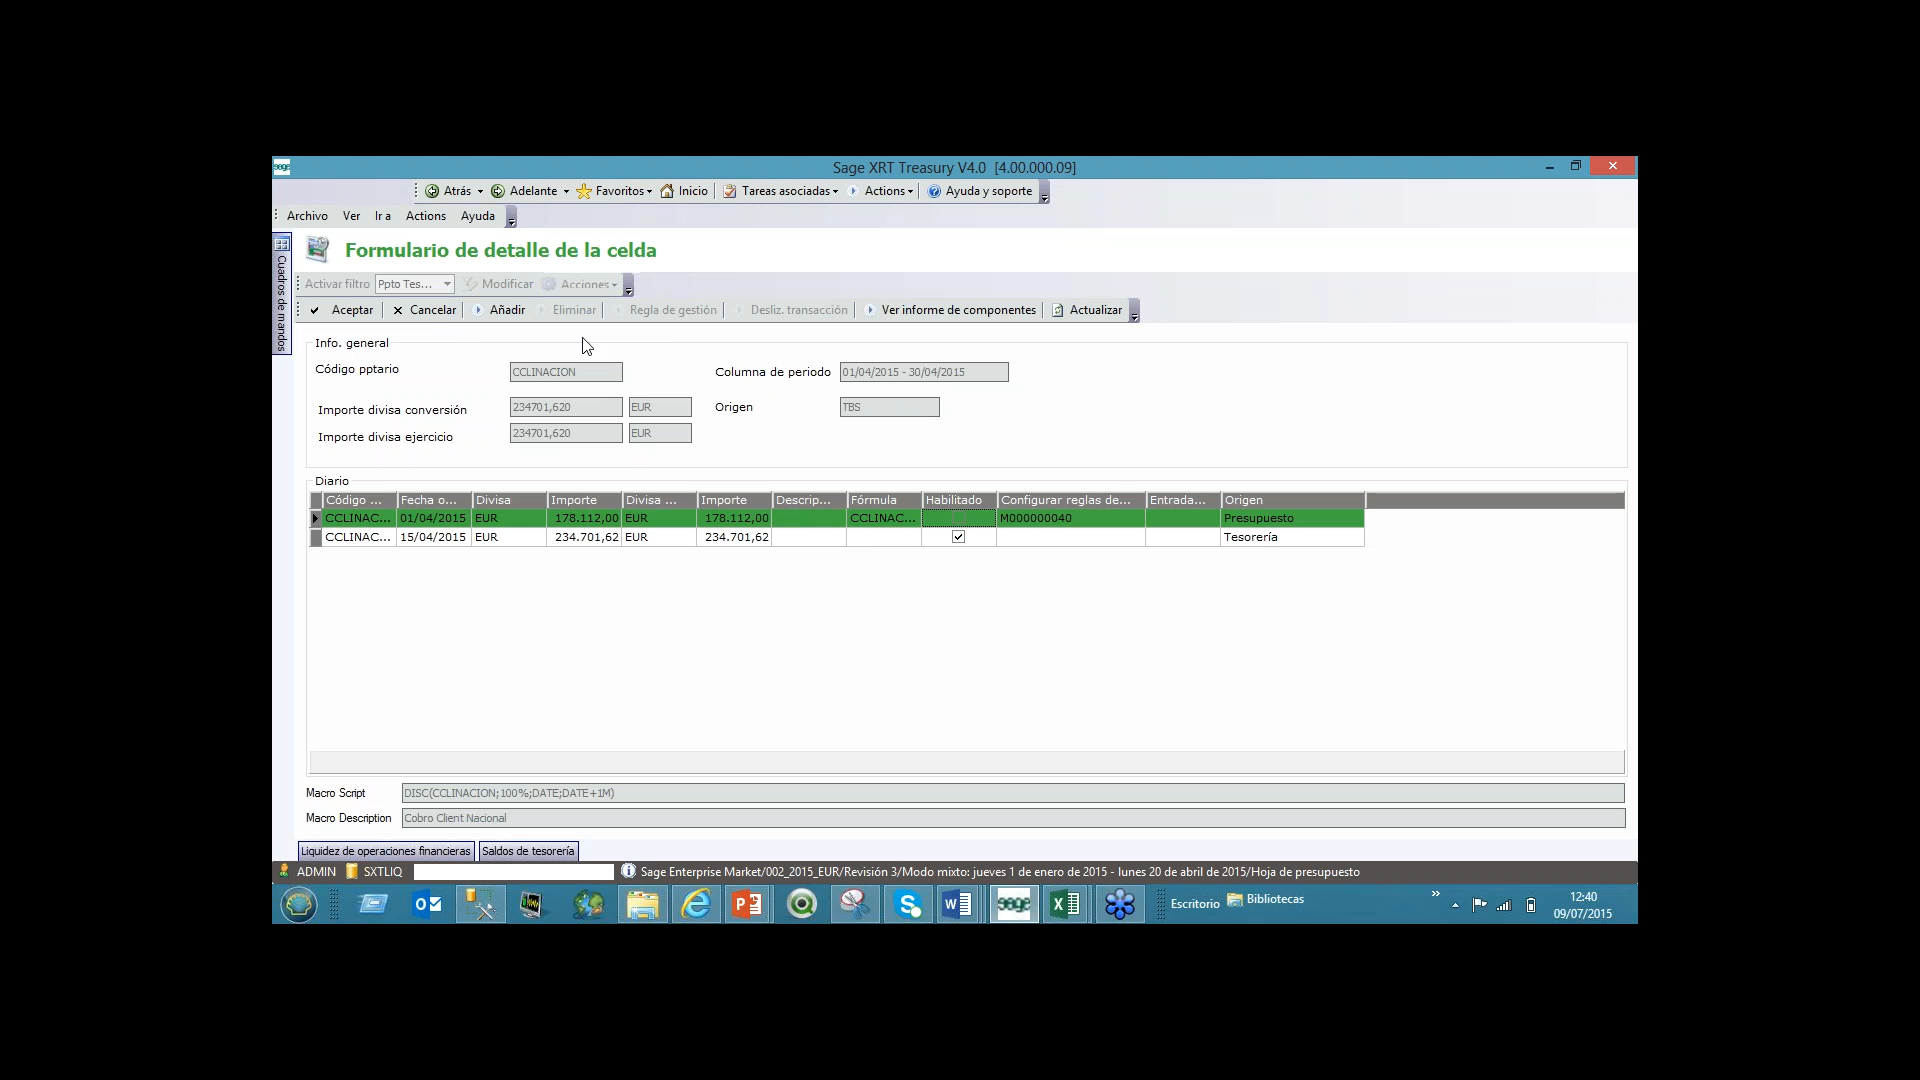 Sage XRT Treasury V4.0 [4.00.000.09]
Atrás Adelante Favoritos Inicio Tareas asociadas Actions Ayuda y soporte
Archivo Ver Ir a Actions Ayuda
Cuadros de mandos
Formulario de detalle de la celda
Activar filtro Ppto Tes... Modificar Acciones
Aceptar Cancelar Añadir Eliminar Regla de gestión Desliz. transacción Ver informe de componentes Actualizar
Info. general
Código pptario CCLINACION Columna de periodo 01/04/2015 - 30/04/2015
Importe divisa conversión 234701,620 EUR Origen TBS
Importe divisa ejercicio 234701,620 EUR
Diario
Código ... Fecha o... Divisa Importe Divisa ... Importe Descrip... Fórmula Habilitado Configurar reglas de... Entrada... Origen
CCLINAC... 01/04/2015 EUR 178.112,00 EUR 178.112,00 CCLINAC... M000000040 Presupuesto
CCLINAC... 15/04/2015 EUR 234.701,62 EUR 234.701,62 Tesorería
Macro Script DISC(CCLINACION;100%;DATE;DATE+1M)
Macro Description Cobro Client Nacional
Liquidez de operaciones financieras Saldos de tesorería
ADMIN SXTLIQ Sage Enterprise Market/002_2015_EUR/Revisión 3/Modo mixto: jueves 1 de enero de 2015 - lunes 20 de abril de 2015/Hoja de presupuesto
sage Escritorio Bibliotecas 12:40
09/07/2015